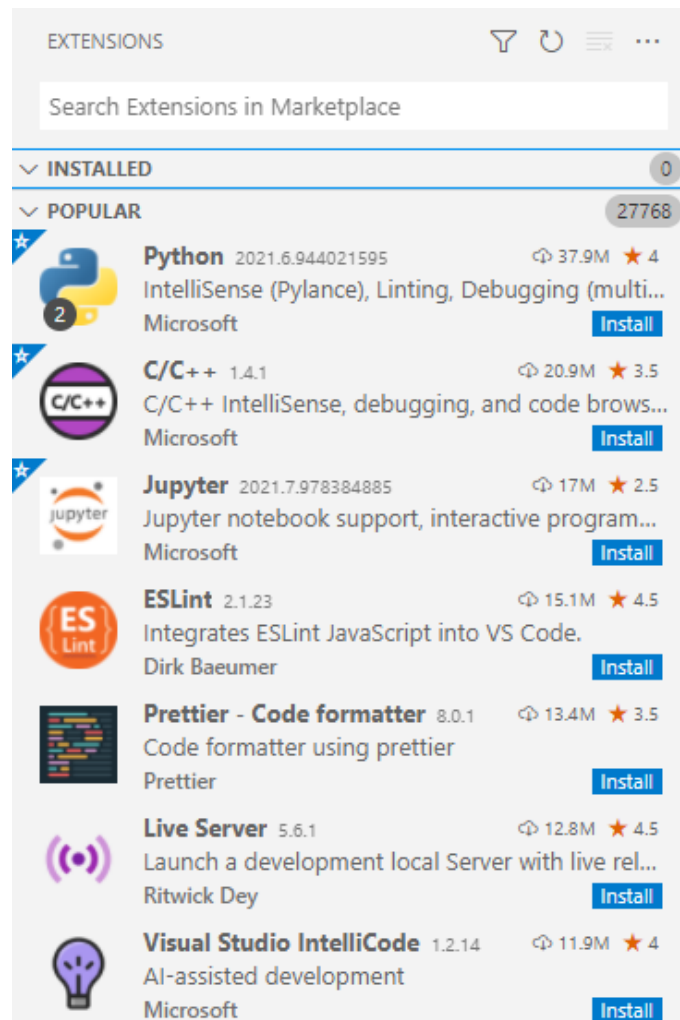 EXTENSIONS
Search Extensions in Marketplace
INSTALLED 0
POPULAR 27768
Python 2021.6.944021595 37.9M ★ 4
IntelliSense (Pylance), Linting, Debugging (multi...
2
Microsoft Install
C/C++ 1.4.1 20.9M ★ 3.5
C/C++
C/C++ IntelliSense, debugging, and code brows...
Microsoft Install
Jupyter 2021.7.978384885 17M ★ 2.5
jupyter
Jupyter notebook support, interactive program...
Microsoft Install
ESLint 2.1.23 15.1M ★ 4.5
ES
Lint
Integrates ESLint JavaScript into VS Code.
Dirk Baeumer Install
Prettier - Code formatter 8.0.1 13.4M ★ 3.5
Code formatter using prettier
Prettier Install
Live Server 5.6.1 12.8M ★ 4.5
Launch a development local Server with live rel...
Ritwick Dey Install
Visual Studio IntelliCode 1.2.14 11.9M ★ 4
AI-assisted development
Microsoft Install